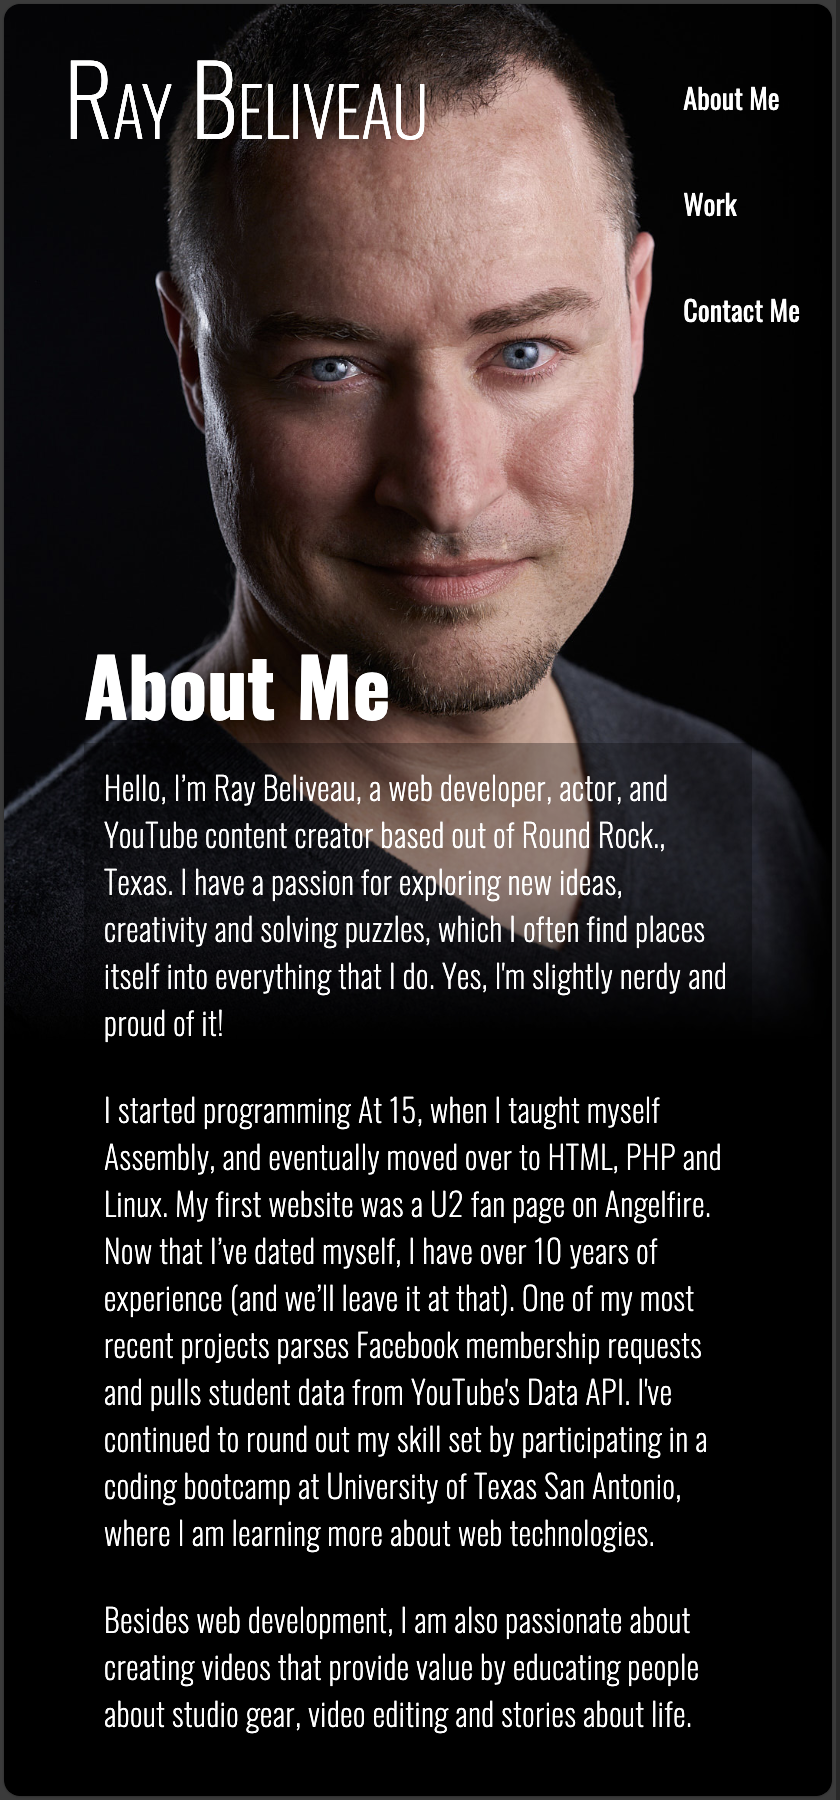 Ray Beliveau
About Me
Work
Contact Me
About Me
Hello, I’m Ray Beliveau, a web developer, actor, and
YouTube content creator based out of Round Rock.,
Texas. I have a passion for exploring new ideas,
creativity and solving puzzles, which I often find places
itself into everything that I do. Yes, I'm slightly nerdy and
proud of it!
I started programming At 15, when I taught myself
Assembly, and eventually moved over to HTML, PHP and
Linux. My first website was a U2 fan page on Angelfire.
Now that I’ve dated myself, I have over 10 years of
experience (and we’ll leave it at that). One of my most
recent projects parses Facebook membership requests
and pulls student data from YouTube's Data API. I've
continued to round out my skill set by participating in a
coding bootcamp at University of Texas San Antonio,
where I am learning more about web technologies.
Besides web development, I am also passionate about
creating videos that provide value by educating people
about studio gear, video editing and stories about life.